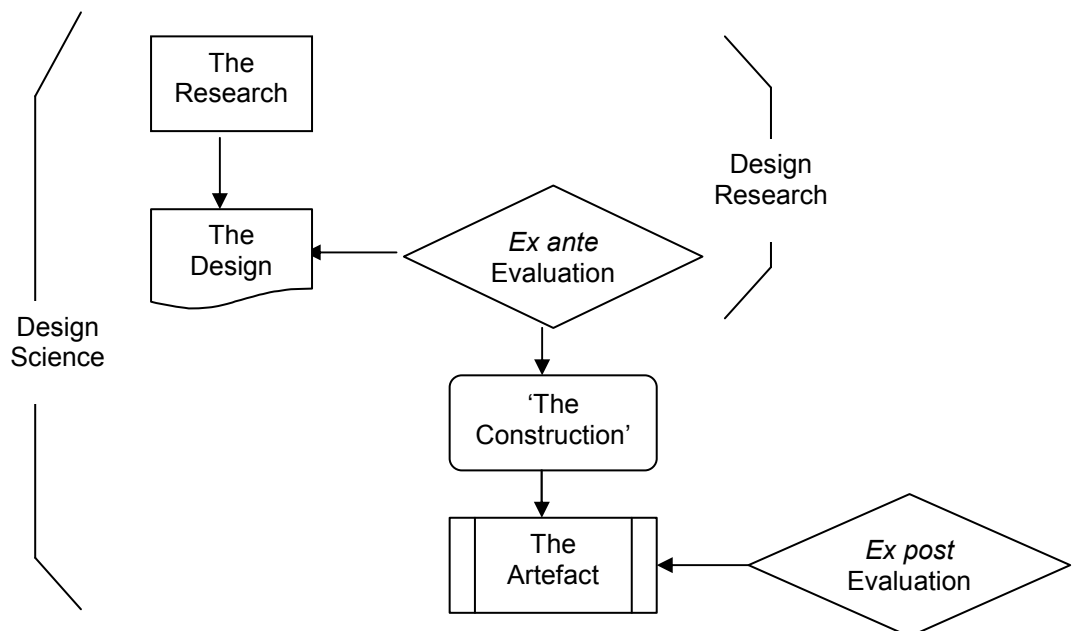 The
Research
Design
Research
The
Design
Ex ante
Evaluation
Design
Science
‘The
Construction’
The
Artefact
Ex post
Evaluation